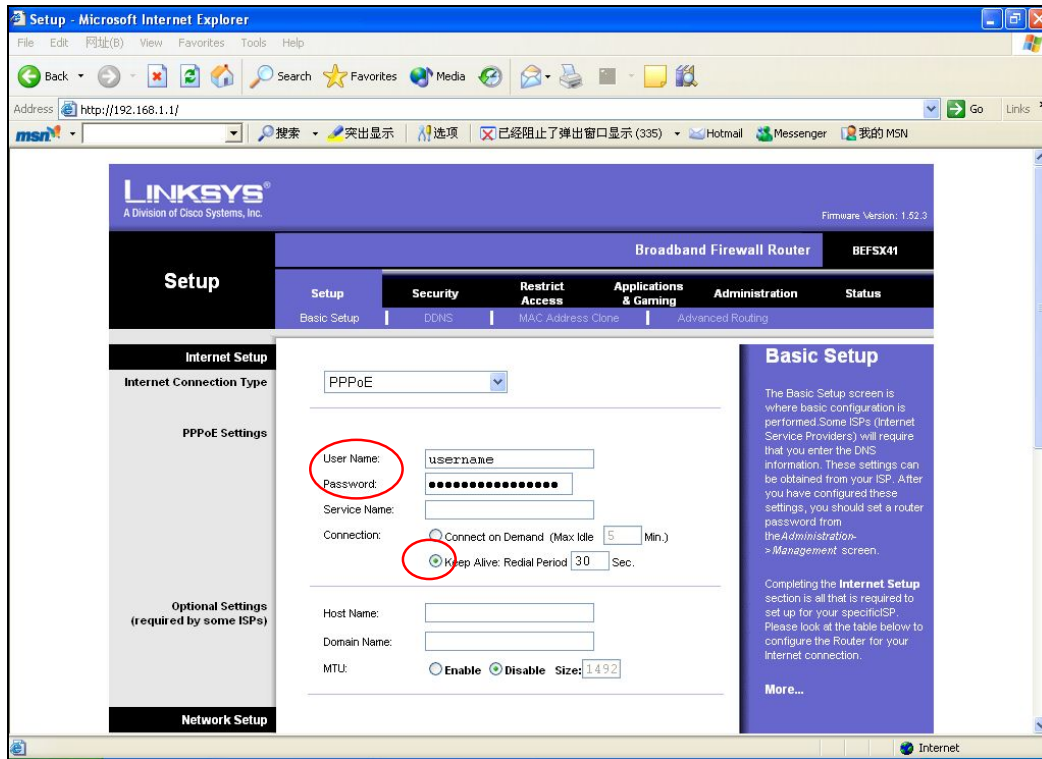 Setup - Microsoft Internet Explorer
File Edit 网址(B) View Favorites Tools Help
Back Search Favorites Media
Address http://192.168.1.1/ Go Links
msn 搜索 突出显示 选项 已经阻止了弹出窗口显示 (335) Hotmail Messenger 我的 MSN
LINKSYS®
A Division of Cisco Systems, Inc.
Firmware Version: 1.52.3
Broadband Firewall Router BEFSX41
Setup
Setup Security Restrict Access Applications & Gaming Administration Status
Basic Setup DDNS MAC Address Clone Advanced Routing
Internet Setup
Internet Connection Type PPPoE
PPPoE Settings
User Name: username
Password: ●●●●●●●●●●●●●●●●
Service Name:
Connection: Connect on Demand (Max Idle 5 Min.)
Keep Alive: Redial Period 30 Sec.
Optional Settings
(required by some ISPs)
Host Name:
Domain Name:
MTU: Enable Disable Size: 1492
Network Setup
Basic Setup
The Basic Setup screen is
where basic configuration is
performed.Some ISPs (Internet
Service Providers) will require
that you enter the DNS
information. These settings can
be obtained from your ISP. After
you have configured these
settings, you should set a router
password from
theAdministration-
>Management screen.
Completing the Internet Setup
section is all that is required to
set up for your specificISP.
Please look at the table below to
configure the Router for your
Internet connection.
More...
Internet